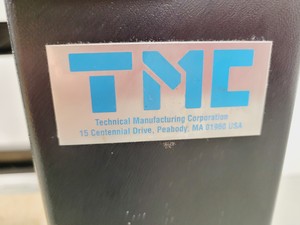 TMC
Technical Manufacturing Corporation
15 Centennial Drive, Peabody, MA 01960 USA